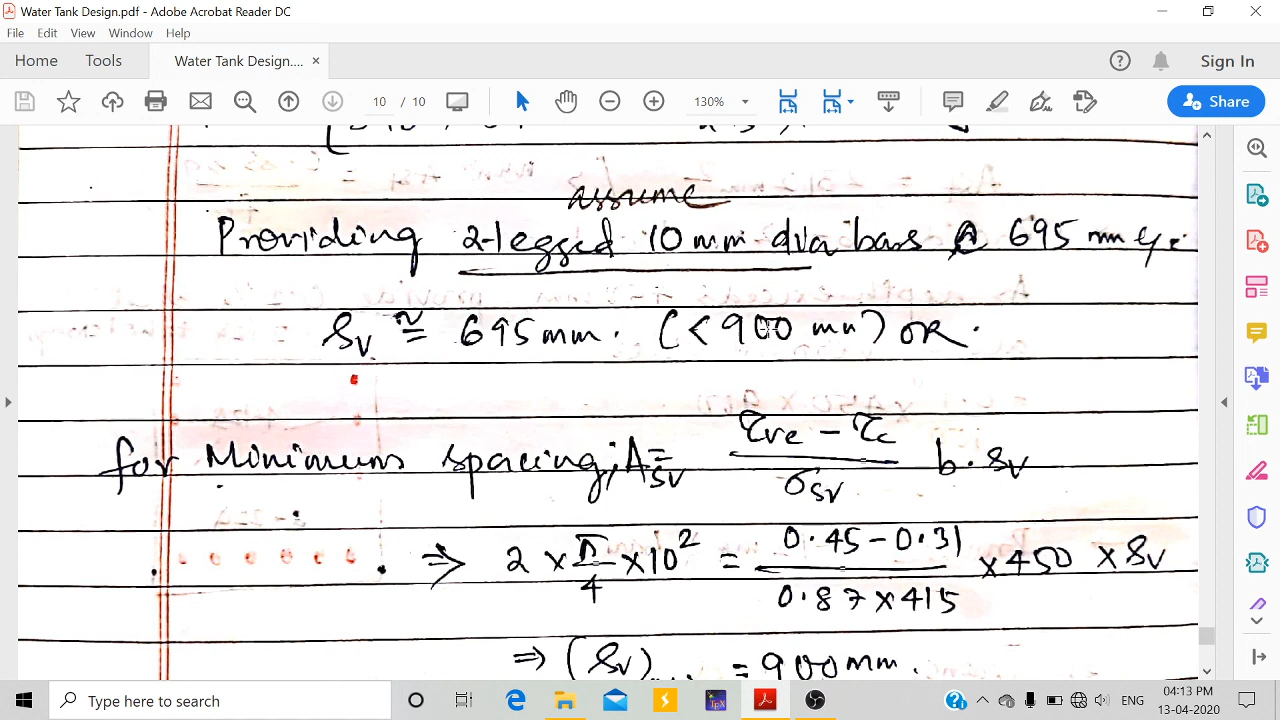 Water Tank Design.pdf - Adobe Acrobat Reader DC
File Edit View Window Help
Home Tools Water Tank Design.... × Sign In
10 / 10 130% Share
assume
Providing 2-legged 10 mm dia bars @ 695 mm c/c
Sv ≅ 695 mm. (< 900 mm) OR.
for Minimum spacing, Asv = (τve - τc) / σsv b.sv
⇒ 2 × π/4 × 10² = (0.45 - 0.31) / (0.87 × 415) × 450 × Sv
⇒ (Sv) = 900 mm.
Type here to search
ENG 04:13 PM
13-04-2020